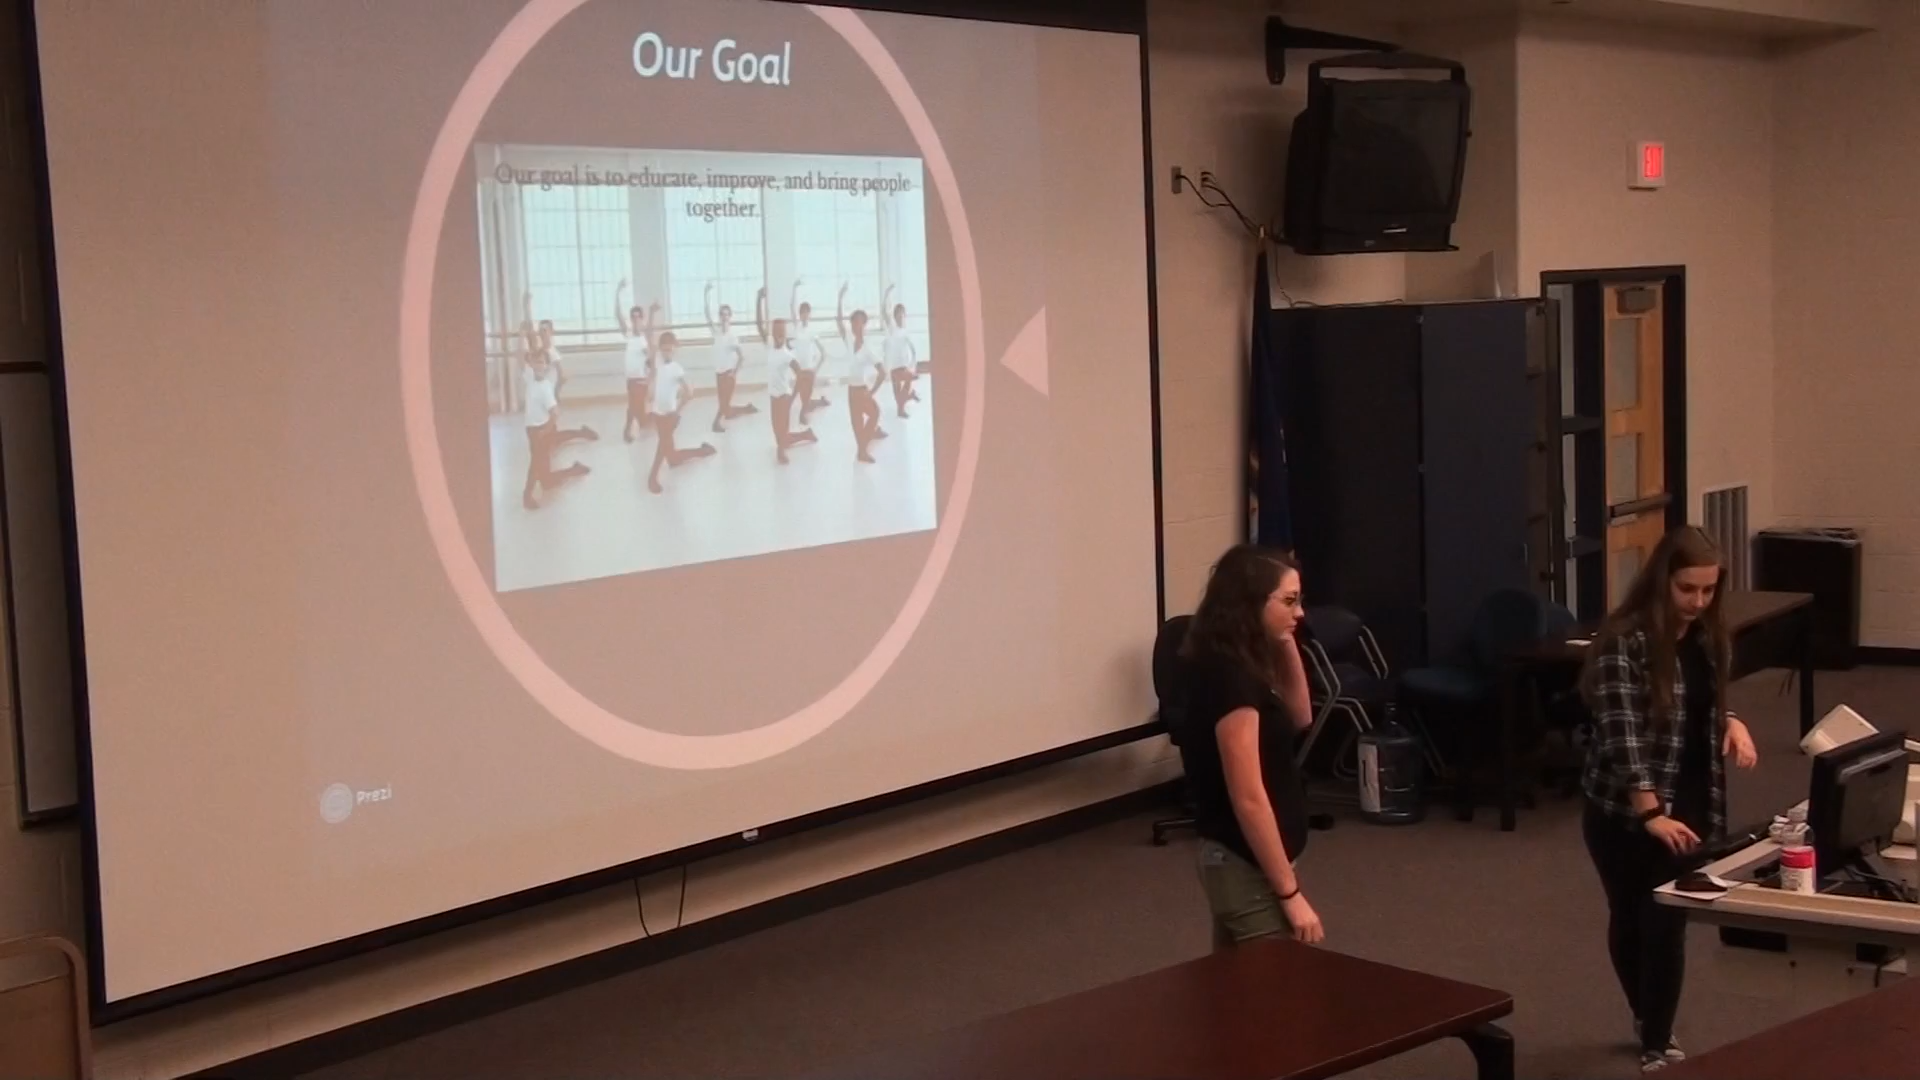 Our Goal
Our goal is to educate, improve, and bring people
together.
Prezi
EXIT